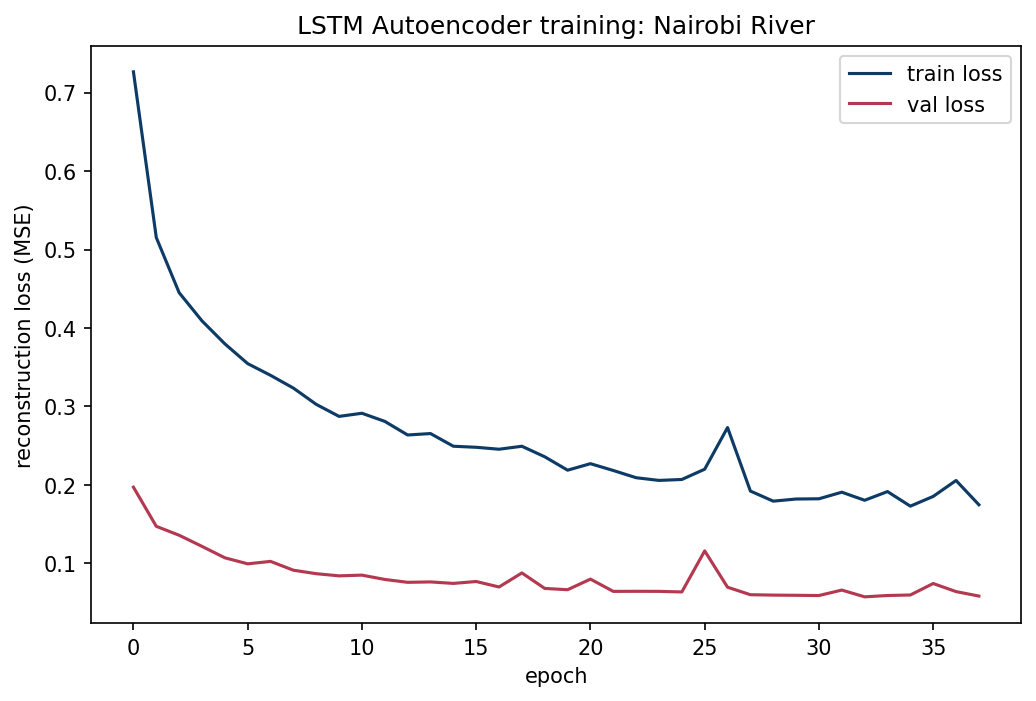 LSTM Autoencoder training: Nairobi River
train loss
val loss
reconstruction loss (MSE)
0.7
0.6
0.5
0.4
0.3
0.2
0.1
0 5 10 15 20 25 30 35
epoch